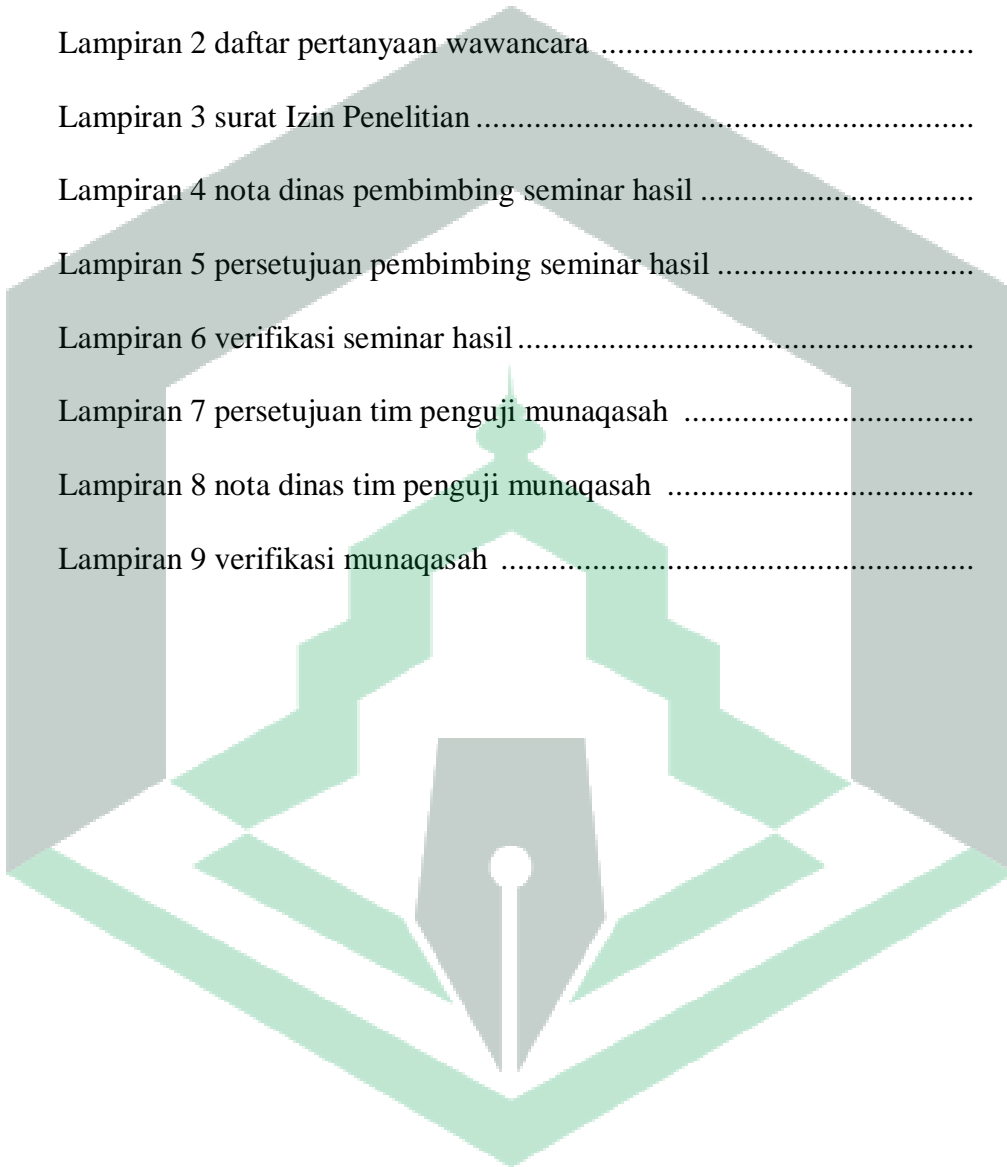 Lampiran 2 daftar pertanyaan wawancara .............................................
Lampiran 3 surat Izin Penelitian ............................................................
Lampiran 4 nota dinas pembimbing seminar hasil .................................
Lampiran 5 persetujuan pembimbing seminar hasil ...............................
Lampiran 6 verifikasi seminar hasil .......................................................
Lampiran 7 persetujuan tim penguji munaqasah ...................................
Lampiran 8 nota dinas tim penguji munaqasah .....................................
Lampiran 9 verifikasi munaqasah .........................................................